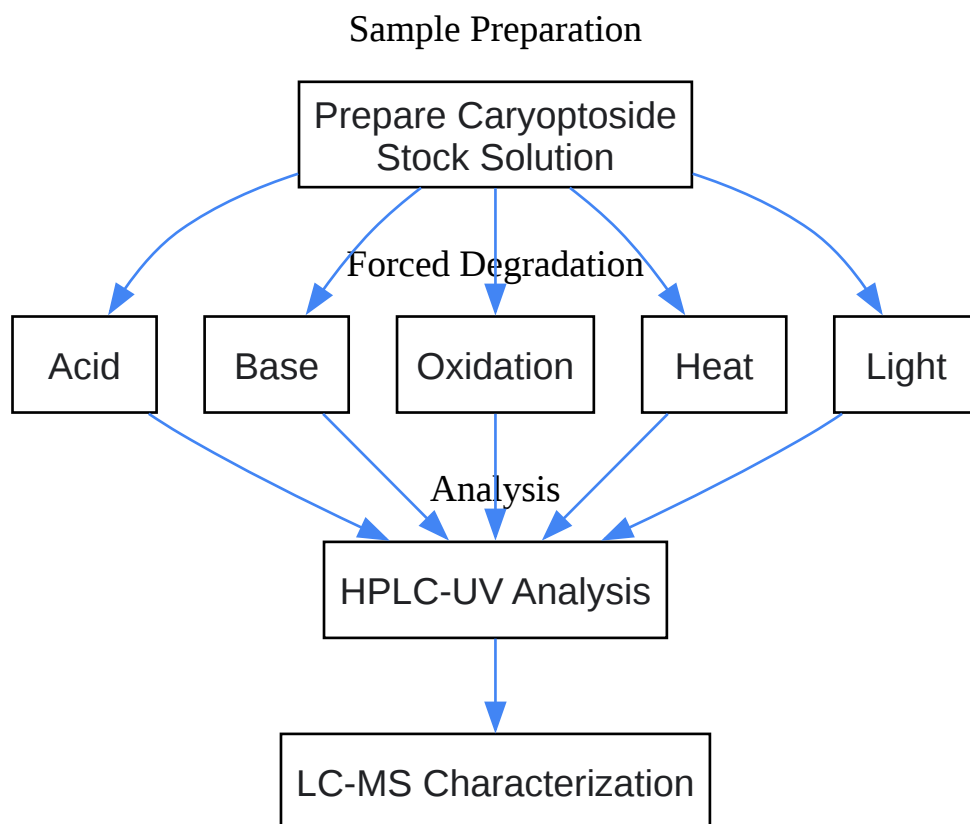 Sample Preparation
Prepare Caryoptoside
Stock Solution
Forced Degradation
Acid
Base
Oxidation
Heat
Light
Analysis
HPLC-UV Analysis
LC-MS Characterization